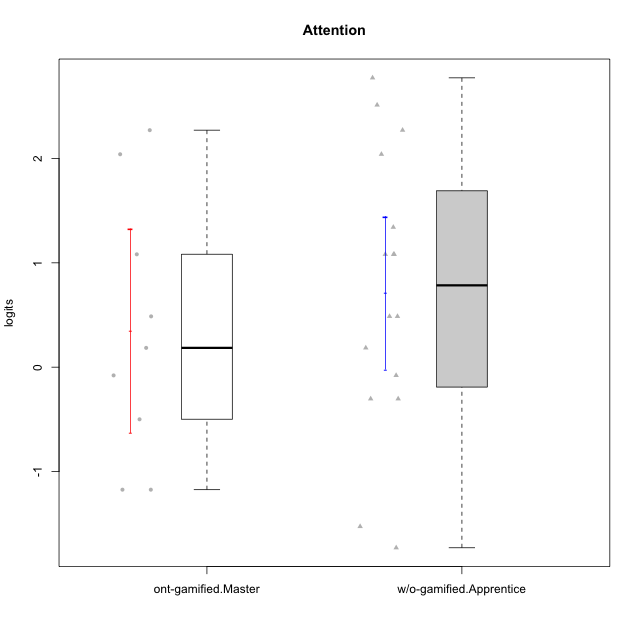 Attention
logits
2
1
0
-1
ont-gamified.Master
w/o-gamified.Apprentice